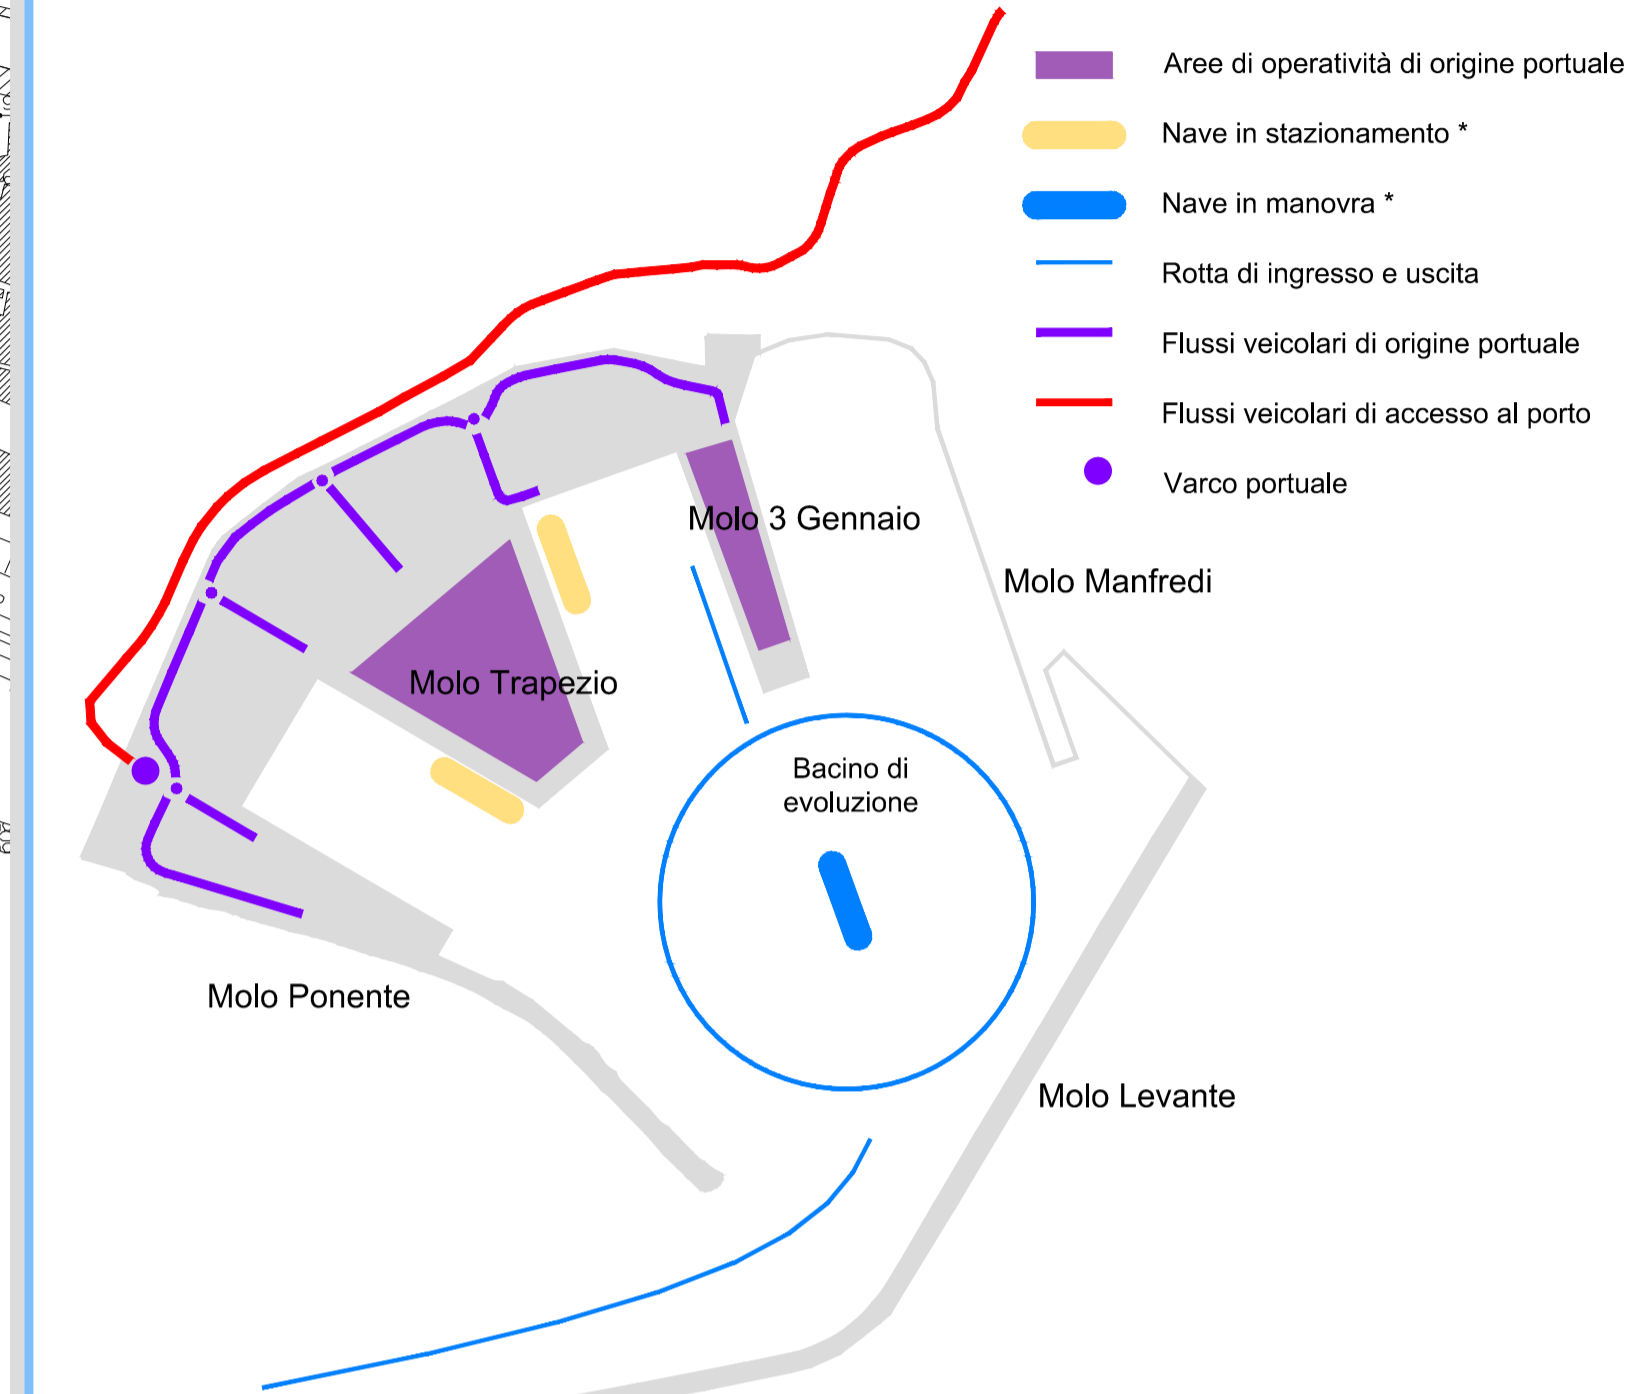 Aree di operatività di origine portuale
Nave in stazionamento *
Nave in manovra *
Rotta di ingresso e uscita
Flussi veicolari di origine portuale
Flussi veicolari di accesso al porto
Varco portuale
Molo 3 Gennaio
Molo Manfredi
Molo Trapezio
Bacino di
evoluzione
Molo Ponente
Molo Levante